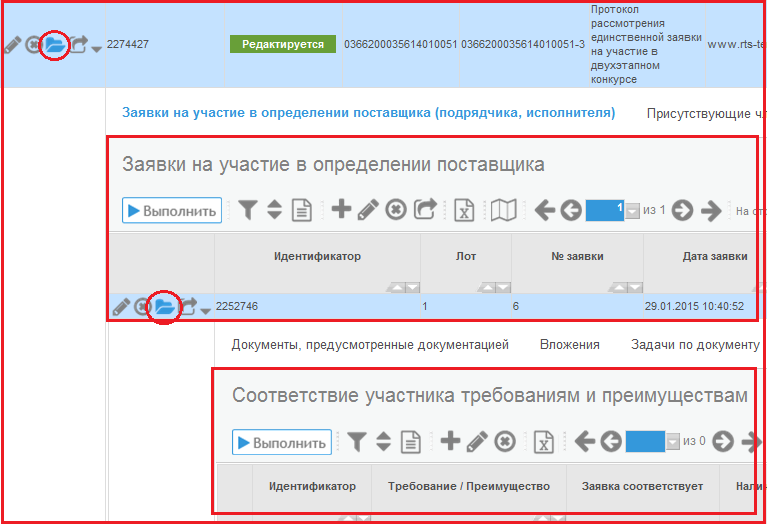 Протокол
рассмотрения
единственной заявки
на участие в
двухэтапном
конкурсе
2274427 Редактируется 0366200035614010051 0366200035614010051-3 www.rts-te
Заявки на участие в определении поставщика (подрядчика, исполнителя) Присутствующие чл
Заявки на участие в определении поставщика
Выполнить 1 из 1 На ст
Идентификатор Лот № заявки Дата заявки
2252746 1 6 29.01.2015 10:40:52
Документы, предусмотренные документацией Вложения Задачи по документу
Соответствие участника требованиям и преимуществам
Выполнить из 0
Идентификатор Требование / Преимущество Заявка соответствует Нали